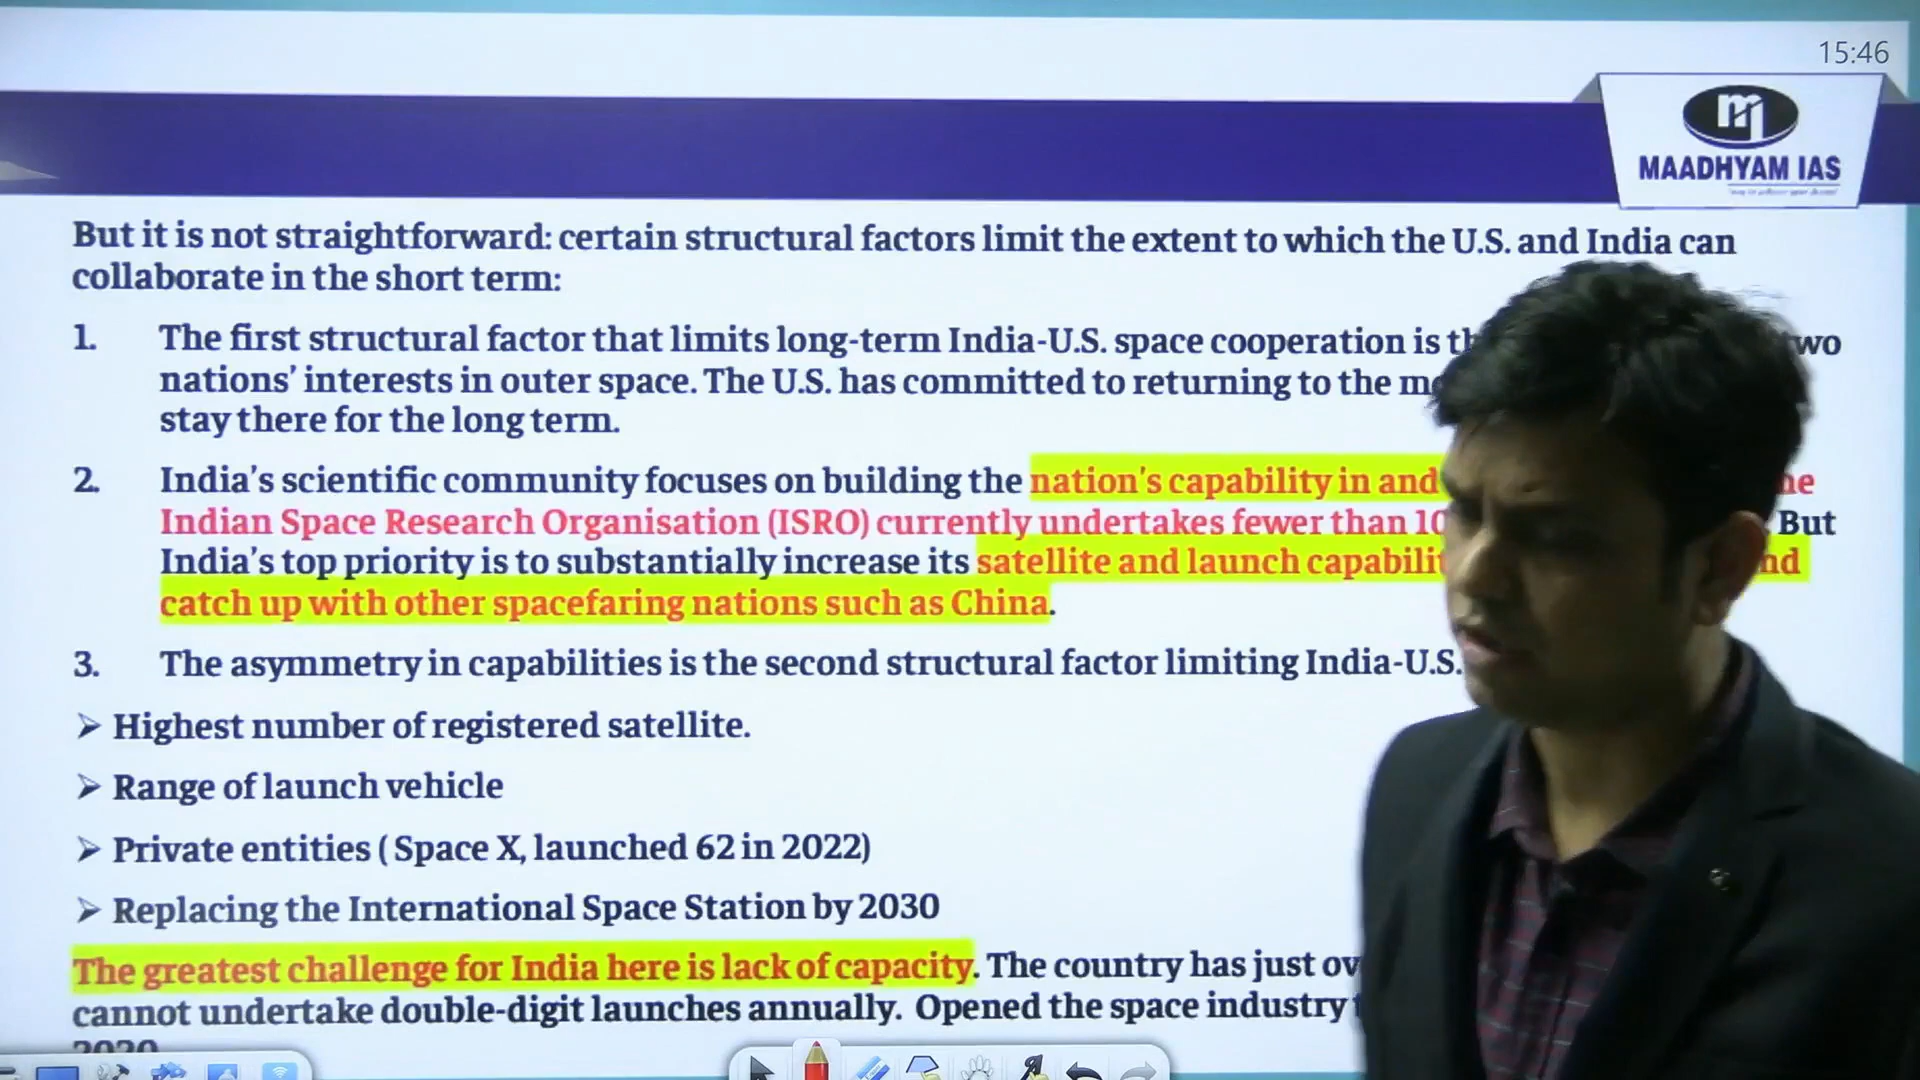 15:46
m
MAADHYAM IAS
But it is not straightforward: certain structural factors limit the extent to which the U.S. and India can
collaborate in the short term:
1. The first structural factor that limits long-term India-U.S. space cooperation is wo
nations' interests in outer space. The U.S. has committed to returning to the
stay there for the long term.
2. India's scientific community focuses on building the nation's capability in and
Indian Space Research Organisation (ISRO) currently undertakes fewer than 10 But
India's top priority is to substantially increase its satellite and launch
catch up with other spacefaring nations such as China.
3. The asymmetry in capabilities is the second structural factor limiting India-U.S.
➢ Highest number of registered satellite.
➢ Range of launch vehicle
➢ Private entities ( Space X, launched 62 in 2022)
➢ Replacing the International Space Station by 2030
The greatest challenge for India here is lack of capacity. The country has just
cannot undertake double-digit launches annually. Opened the space industry
2020